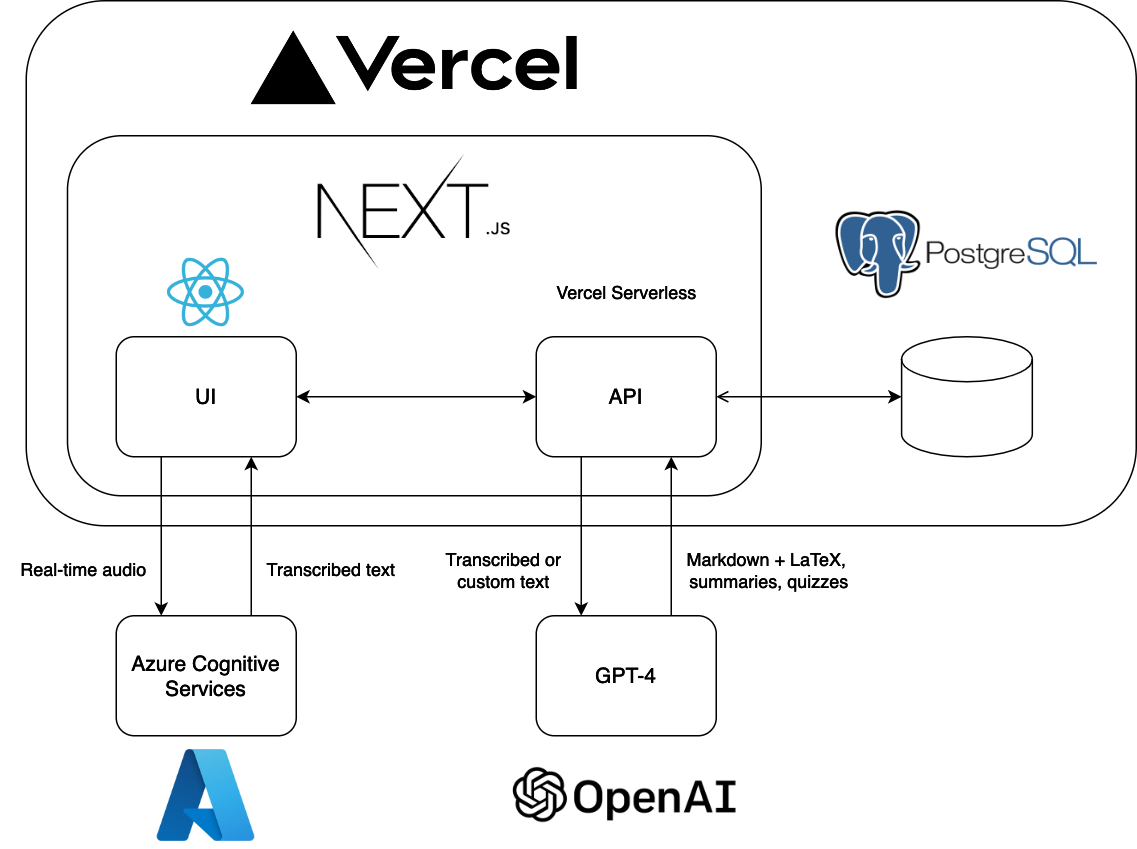 Vercel
NEXT.JS
PostgreSQL
Vercel Serverless
UI
API
Real-time audio
Transcribed text
Transcribed or
custom text
Markdown + LaTeX,
summaries, quizzes
Azure Cognitive
Services
GPT-4
OpenAI